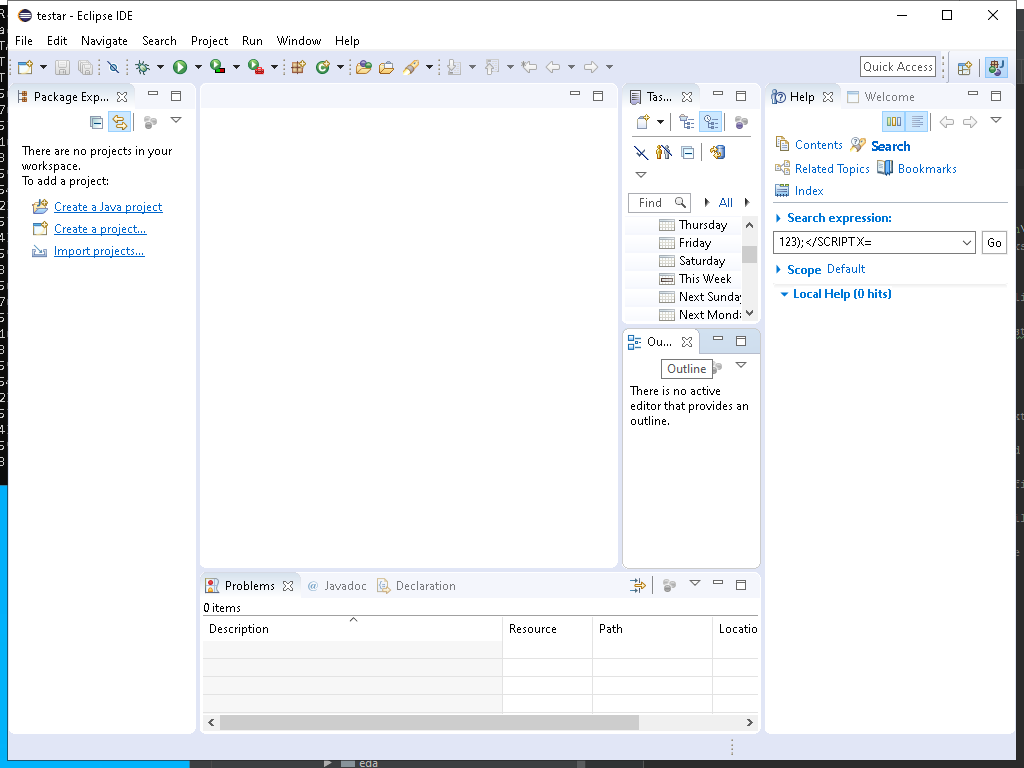 testar - Eclipse IDE
File Edit Navigate Search Project Run Window Help
Quick Access
Package Exp...
There are no projects in your
workspace.
To add a project:
Create a Java project
Create a project...
Import projects...
Tas...
Find
All
Thursday
Friday
Saturday
This Week
Next Sunday
Next Mond
Ou...
Outline
There is no active
editor that provides an
outline.
Help Welcome
Contents Search
Related Topics Bookmarks
Index
Search expression:
123);</SCRIPT X=
Go
Scope Default
Local Help (0 hits)
Problems @ Javadoc Declaration
0 items
Description Resource Path Locatio
eda